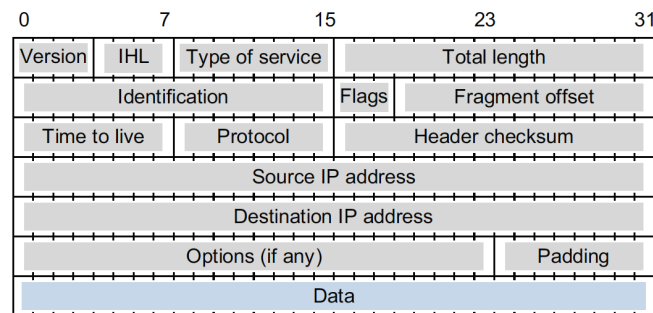 0 7 15 23 31
Version IHL Type of service Total length
Identification Flags Fragment offset
Time to live Protocol Header checksum
Source IP address
Destination IP address
Options (if any) Padding
Data